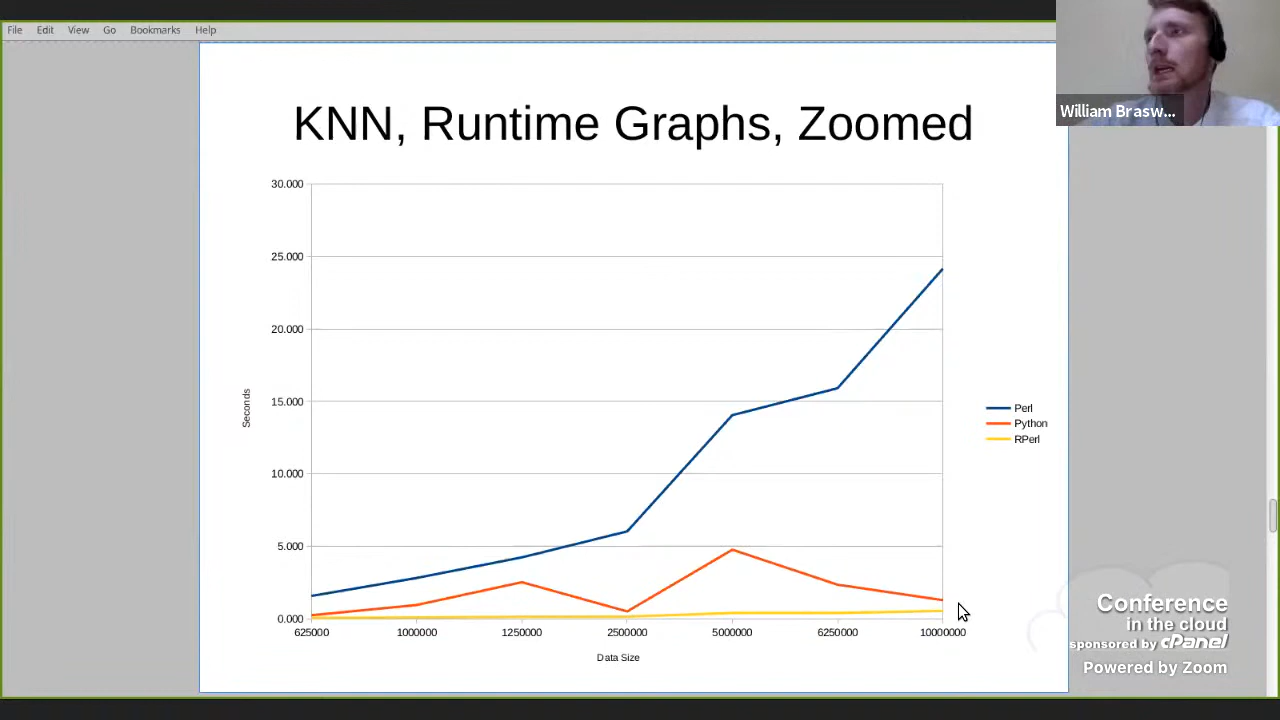 File Edit View Go Bookmarks Help
William Brasw...
KNN, Runtime Graphs, Zoomed
30.000
25.000
20.000
15.000
10.000
5.000
0.000
Seconds
625000 1000000 1250000 2500000 5000000 6250000 10000000
Data Size
Perl
Python
RPerl
Conference
in the cloud
sponsored by cPanel
Powered by Zoom